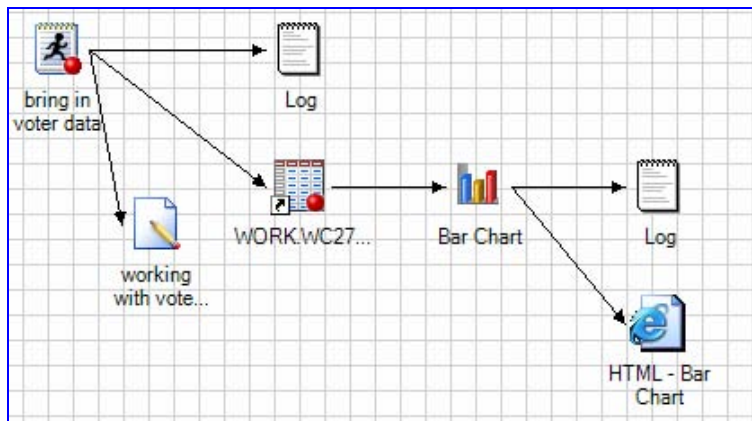 bring in
voter data
Log
working
with vote...
WORK.WC27...
Bar Chart
Log
HTML - Bar
Chart